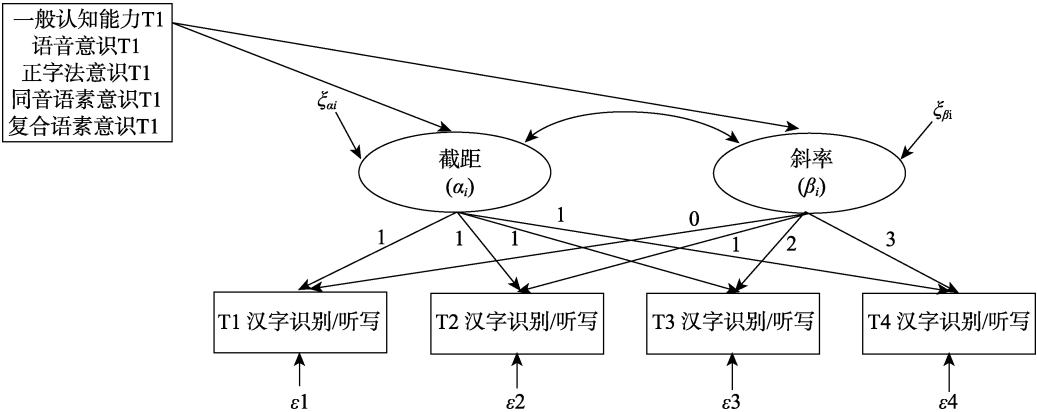 一般认知能力T1
语音意识T1
正字法意识T1
同音语素意识T1
复合语素意识T1
ξαi
ξβi
截距
(αi)
斜率
(βi)
1
1
1
1
0
1
2
3
T1 汉字识别/听写
T2 汉字识别/听写
T3 汉字识别/听写
T4 汉字识别/听写
ε1
ε2
ε3
ε4